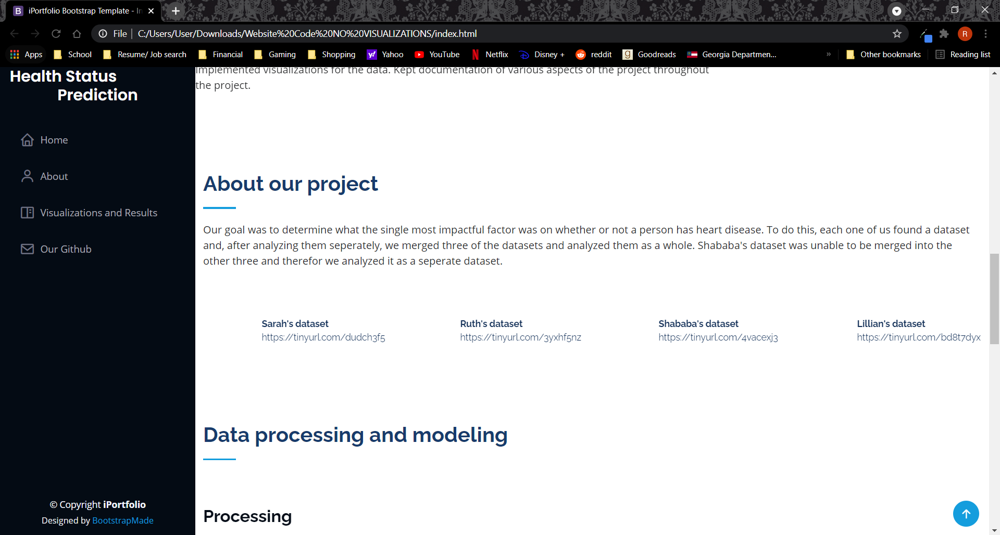 iPortfolio Bootstrap Template - In
File
C:/Users/User/Downloads/Website%20Code%20NO%20VISUALIZATIONS/index.html
R
Apps
School
Resume/ Job search
Financial
Gaming
Shopping
Yahoo
YouTube
Netflix
Disney +
reddit
Goodreads
Georgia Departmen...
»
Other bookmarks
Reading list
Health Status
Prediction
Home
About
Visualizations and Results
Our Github
© Copyright iPortfolio
Designed by BootstrapMade
implemented visualizations for the data. Kept documentation of various aspects of the project throughout
the project.
About our project
Our goal was to determine what the single most impactful factor was on whether or not a person has heart disease. To do this, each one of us found a dataset
and, after analyzing them seperately, we merged three of the datasets and analyzed them as a whole. Shababa's dataset was unable to be merged into the
other three and therefor we analyzed it as a seperate dataset.
Sarah's dataset
https://tinyurl.com/dudch3f5
Ruth's dataset
https://tinyurl.com/3yxhf5nz
Shababa's dataset
https://tinyurl.com/4vacexj3
Lillian's dataset
https://tinyurl.com/bd8t7dyx
Data processing and modeling
Processing